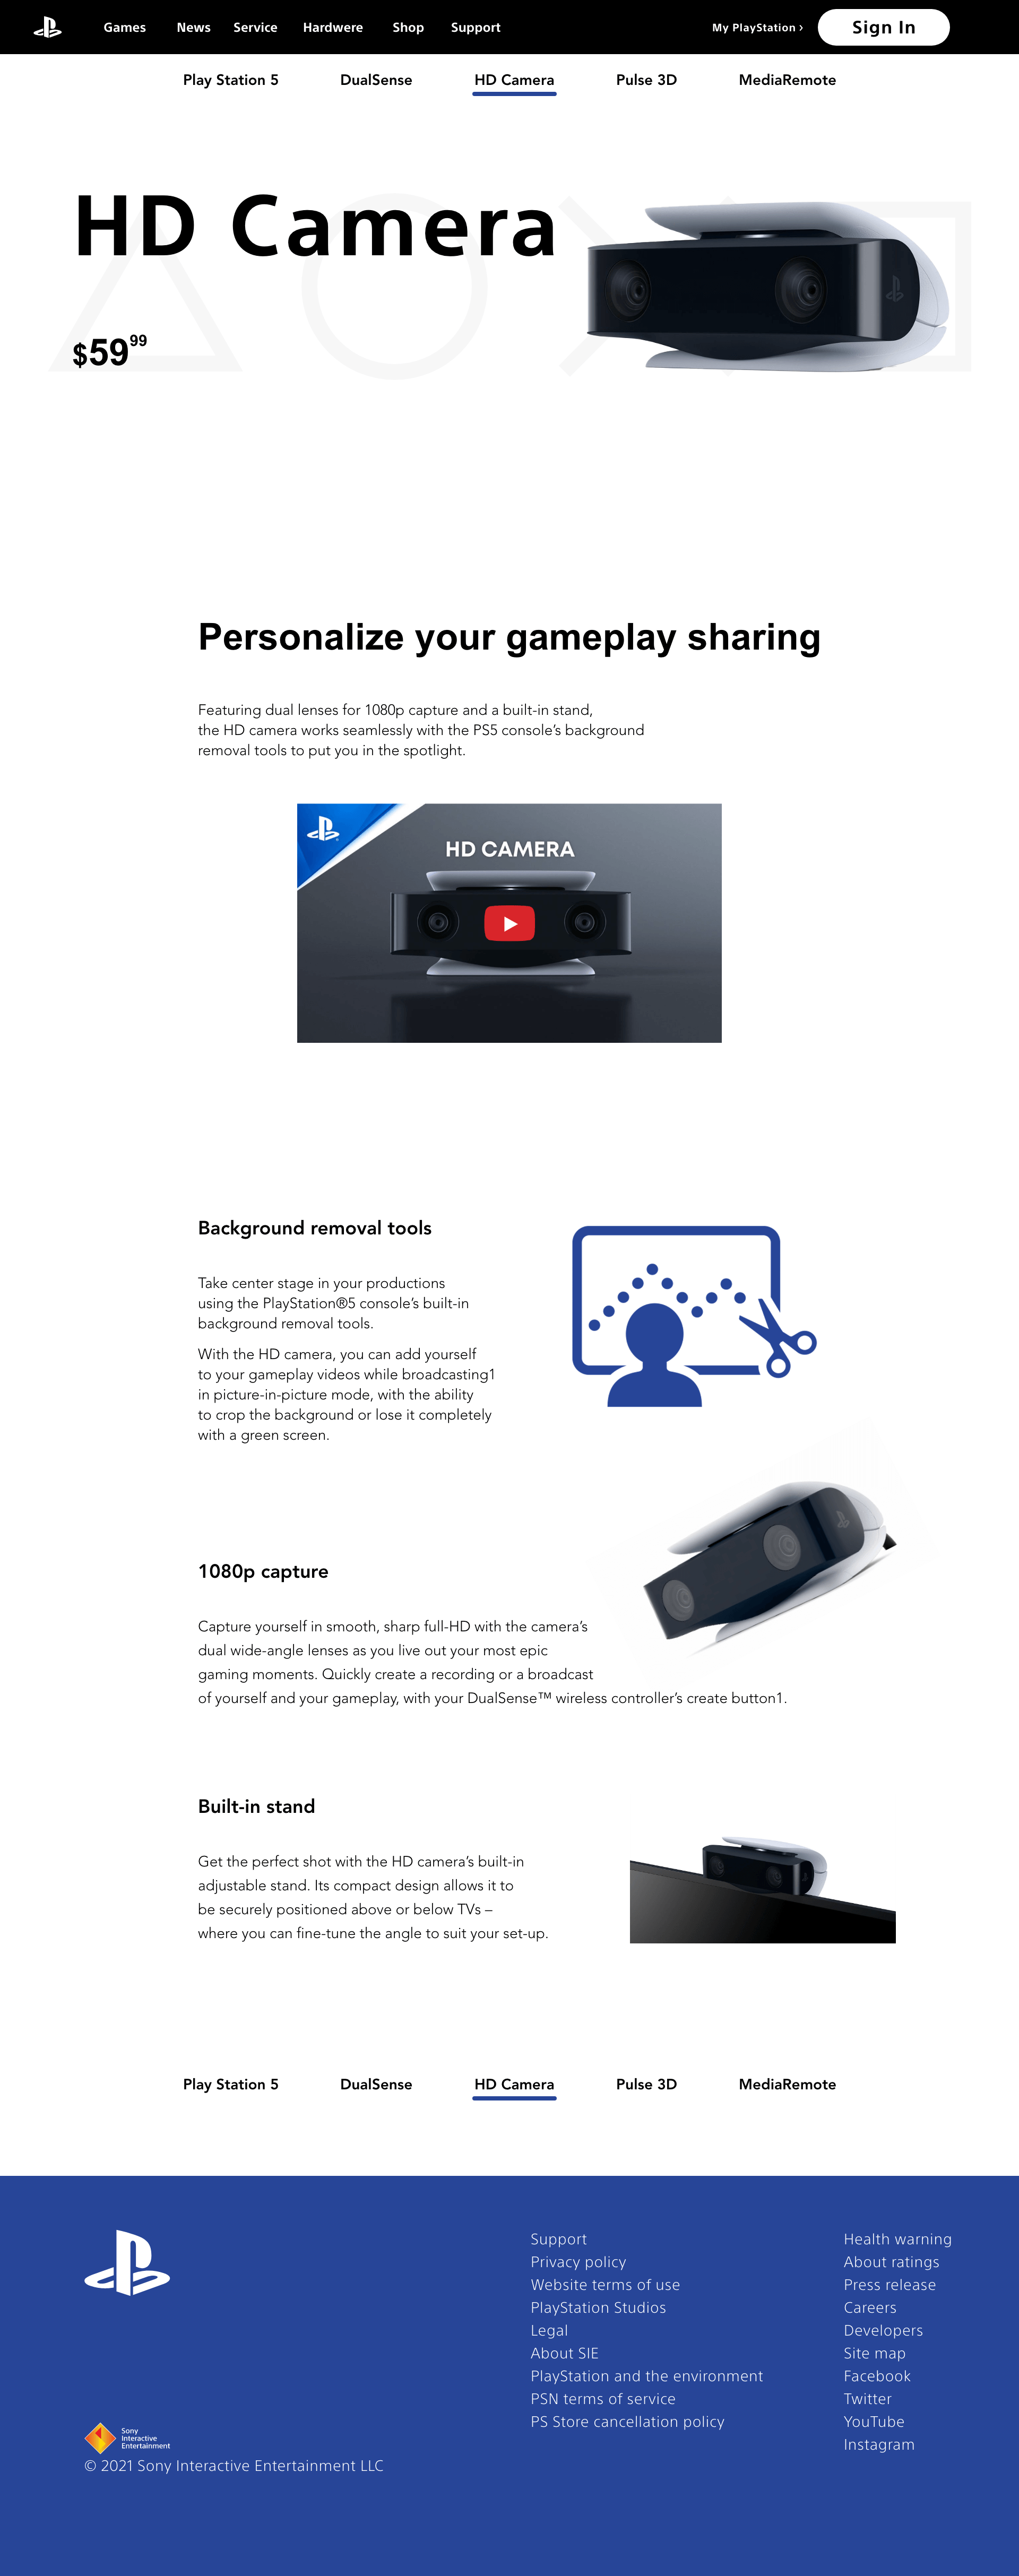 Games News Service Hardwere Shop Support My PlayStation › Sign In
Play Station 5 DualSense HD Camera Pulse 3D MediaRemote
HD Camera
$59 99
Personalize your gameplay sharing
Featuring dual lenses for 1080p capture and a built-in stand,
the HD camera works seamlessly with the PS5 console’s background
removal tools to put you in the spotlight.
HD CAMERA
Background removal tools
Take center stage in your productions
using the PlayStation®5 console’s built-in
background removal tools.
With the HD camera, you can add yourself
to your gameplay videos while broadcasting1
in picture-in-picture mode, with the ability
to crop the background or lose it completely
with a green screen.
1080p capture
Capture yourself in smooth, sharp full-HD with the camera’s
dual wide-angle lenses as you live out your most epic
gaming moments. Quickly create a recording or a broadcast
of yourself and your gameplay, with your DualSense™ wireless controller’s create button1.
Built-in stand
Get the perfect shot with the HD camera’s built-in
adjustable stand. Its compact design allows it to
be securely positioned above or below TVs –
where you can fine-tune the angle to suit your set-up.
Play Station 5 DualSense HD Camera Pulse 3D MediaRemote
Support
Privacy policy
Website terms of use
PlayStation Studios
Legal
About SIE
PlayStation and the environment
PSN terms of service
PS Store cancellation policy
Health warning
About ratings
Press release
Careers
Developers
Site map
Facebook
Twitter
YouTube
Instagram
Sony
Interactive
Entertainment
© 2021 Sony Interactive Entertainment LLC